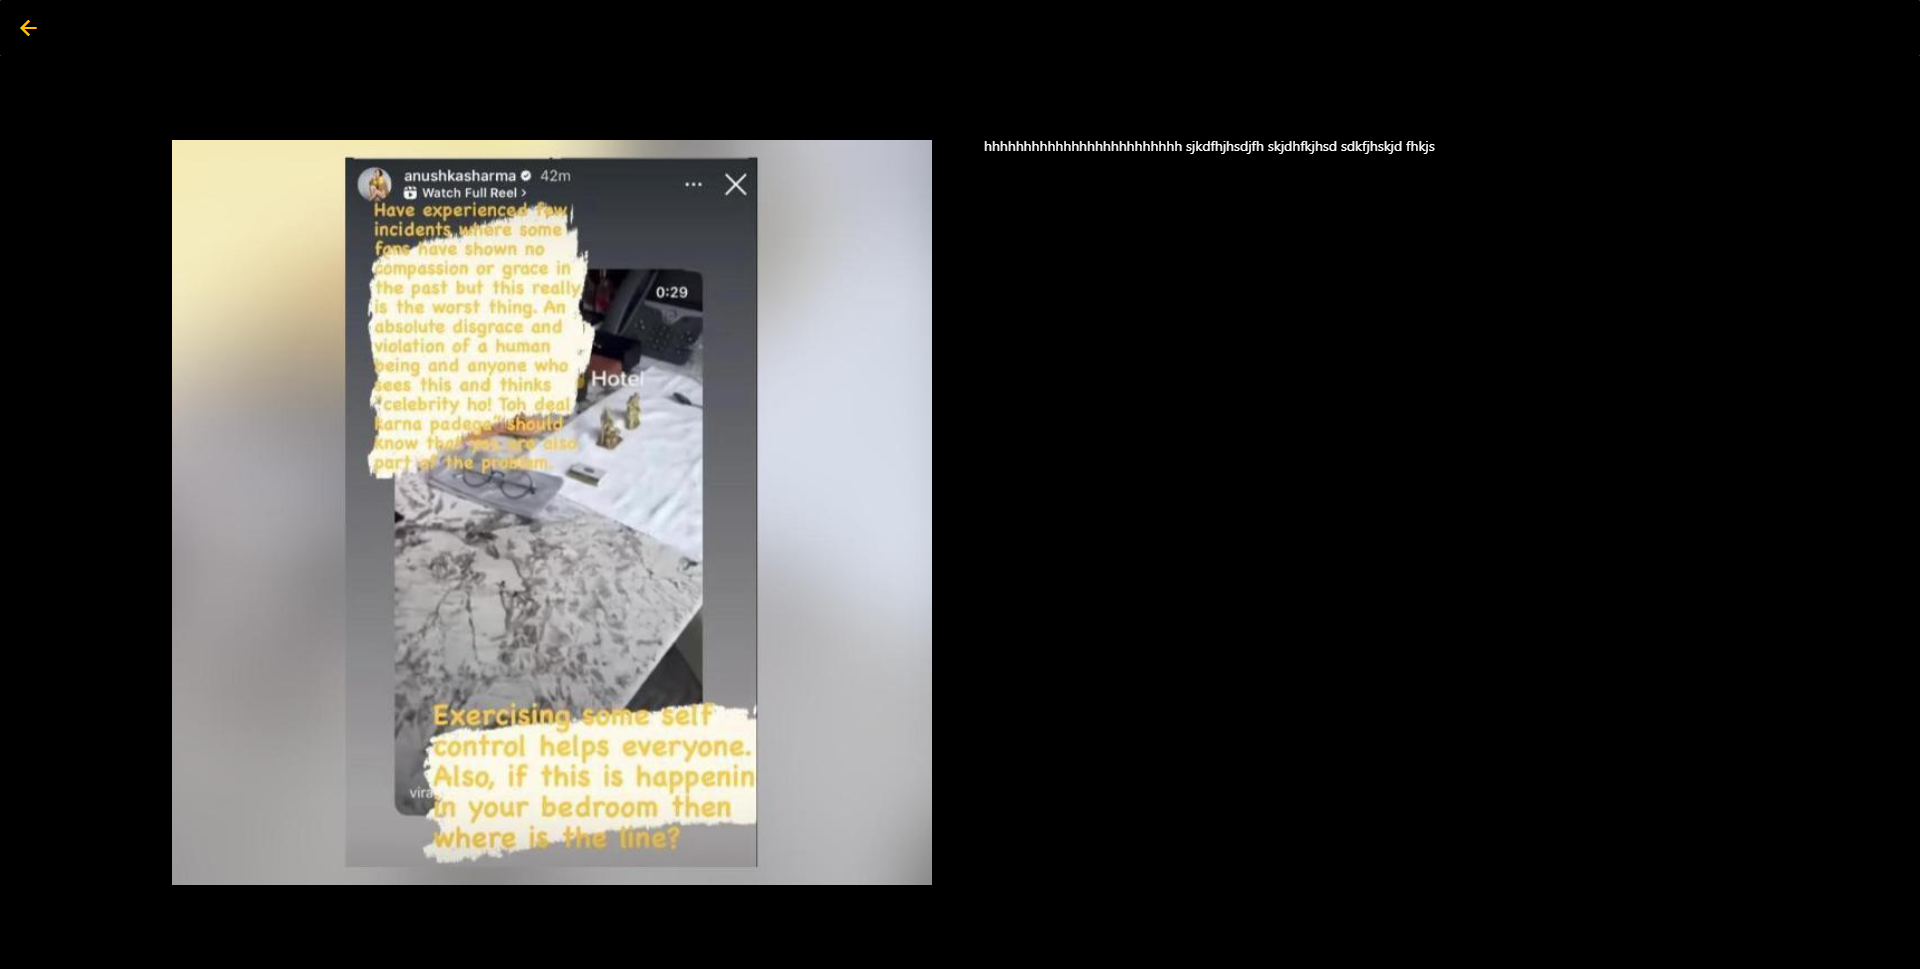 anushkasharma 42m
Watch Full Reel >
Have experienced few
incidents where some
fans have shown no
compassion or grace in
the past but this really
is the worst thing. An
absolute disgrace and
violation of a human
being and anyone who
sees this and thinks
"celebrity ho! Toh deal
karna padega" should
know that you are also
part of the problem.
0:29
Hotel
vira
Exercising some self
control helps everyone.
Also, if this is happenin
in your bedroom then
where is the line?
hhhhhhhhhhhhhhhhhhhhhhhhh sjkdfhjhsdjfh skjdhfkjhsd sdkfjhskjd fhkjs